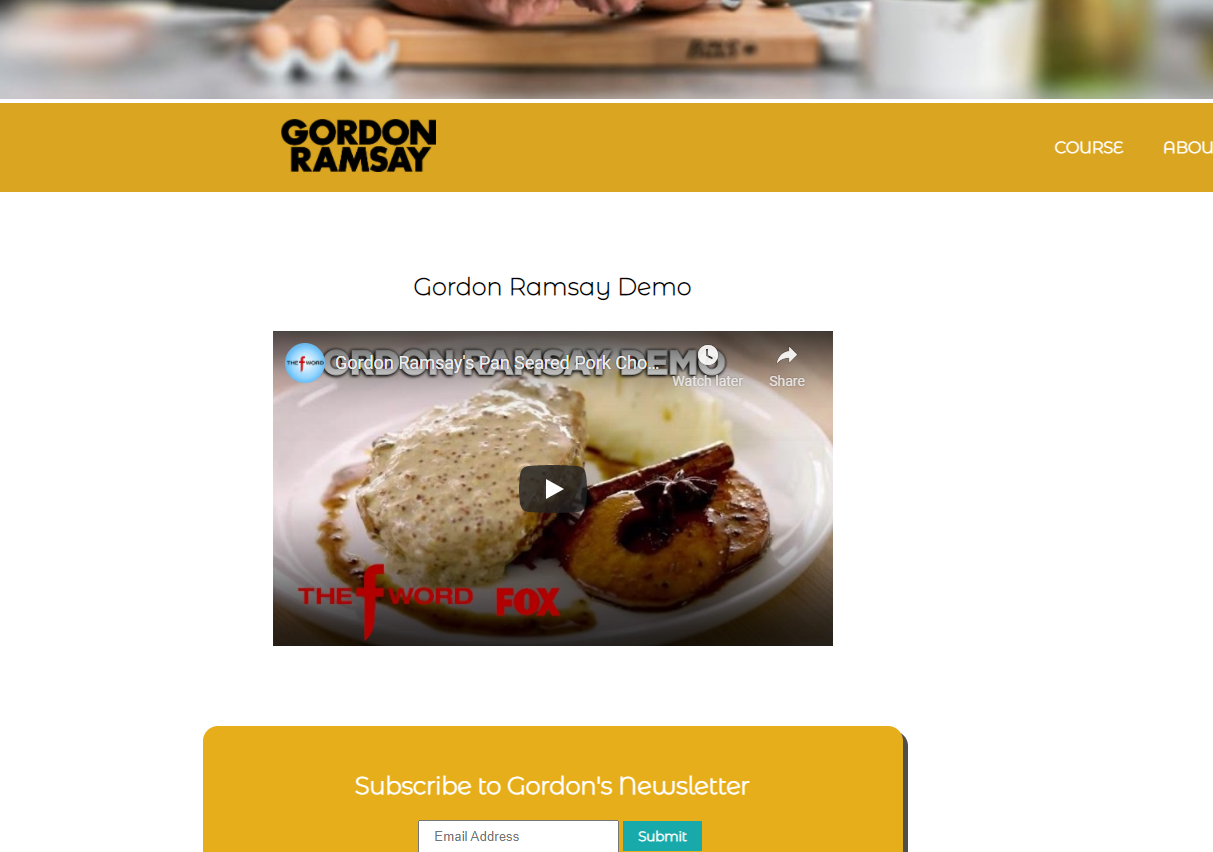 BOOS
GORDON
RAMSAY
COURSE
ABOU
Gordon Ramsay Demo
GORDON RAMSAY DEMO
THE f WORD
Gordon Ramsay's Pan Seared Pork Cho...
Watch later
Share
THE f WORD FOX
Subscribe to Gordon's Newsletter
Email Address
Submit